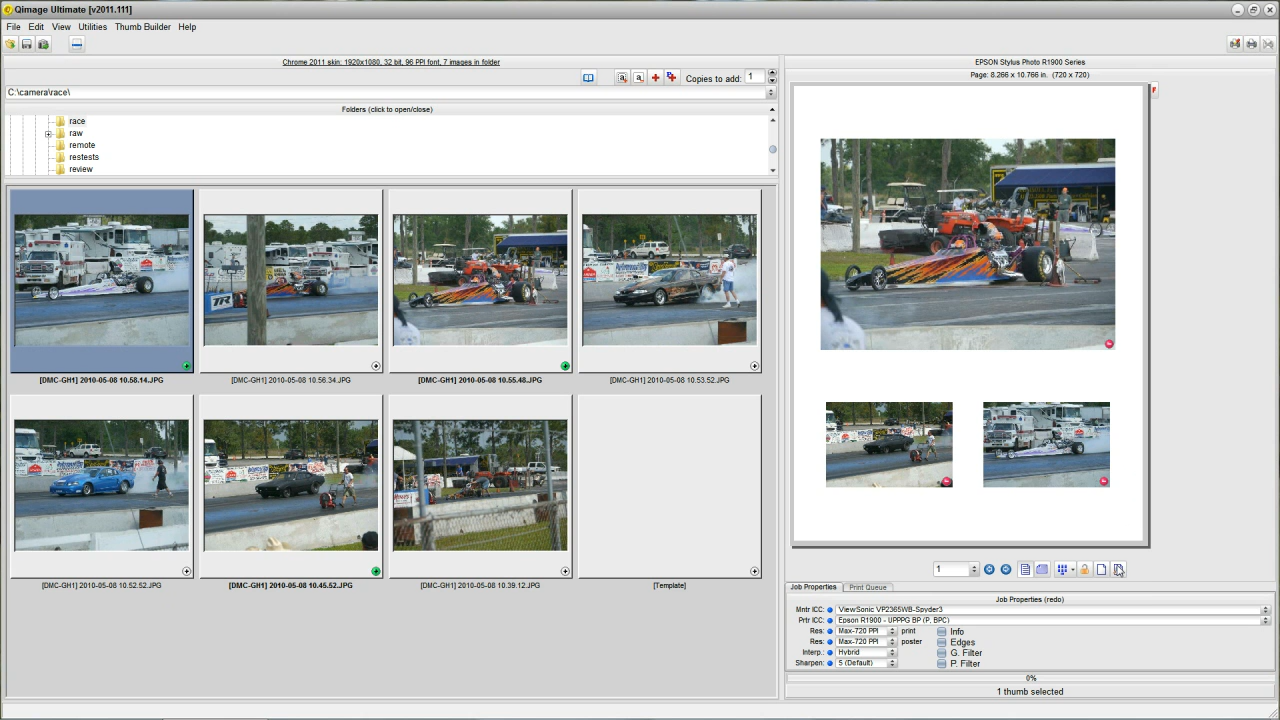 Qimage Ultimate [v2011.111]
File Edit View Utilities Thumb Builder Help
Chrome 2011 skin: 1920x1080, 32 bit, 96 PPI font, 7 images in folder
Copies to add: 1
C:\camera\race\
Folders (click to open/close)
race
raw
remote
restests
review
[DMC-GH1] 2010-05-08 10.58.14.JPG
[DMC-GH1] 2010-05-08 10.56.34.JPG
[DMC-GH1] 2010-05-08 10.55.48.JPG
[DMC-GH1] 2010-05-08 10.53.52.JPG
TR
[DMC-GH1] 2010-05-08 10.52.52.JPG
[DMC-GH1] 2010-05-08 10.45.52.JPG
[DMC-GH1] 2010-05-08 10.39.12.JPG
[Template]
EPSON Stylus Photo R1900 Series
Page: 8.266 x 10.766 in. (720 x 720)
1
Job Properties Print Queue
Job Properties (redo)
Mntr ICC: ViewSonic VP2365WB-Spyder3
Prtr ICC: Epson R1900 - UPPPG BP (P, BPC)
Res: Max-720 PPI print Info
Res: Max-720 PPI poster Edges
Interp.: Hybrid G. Filter
Sharpen: 5 (Default) P. Filter
0%
1 thumb selected